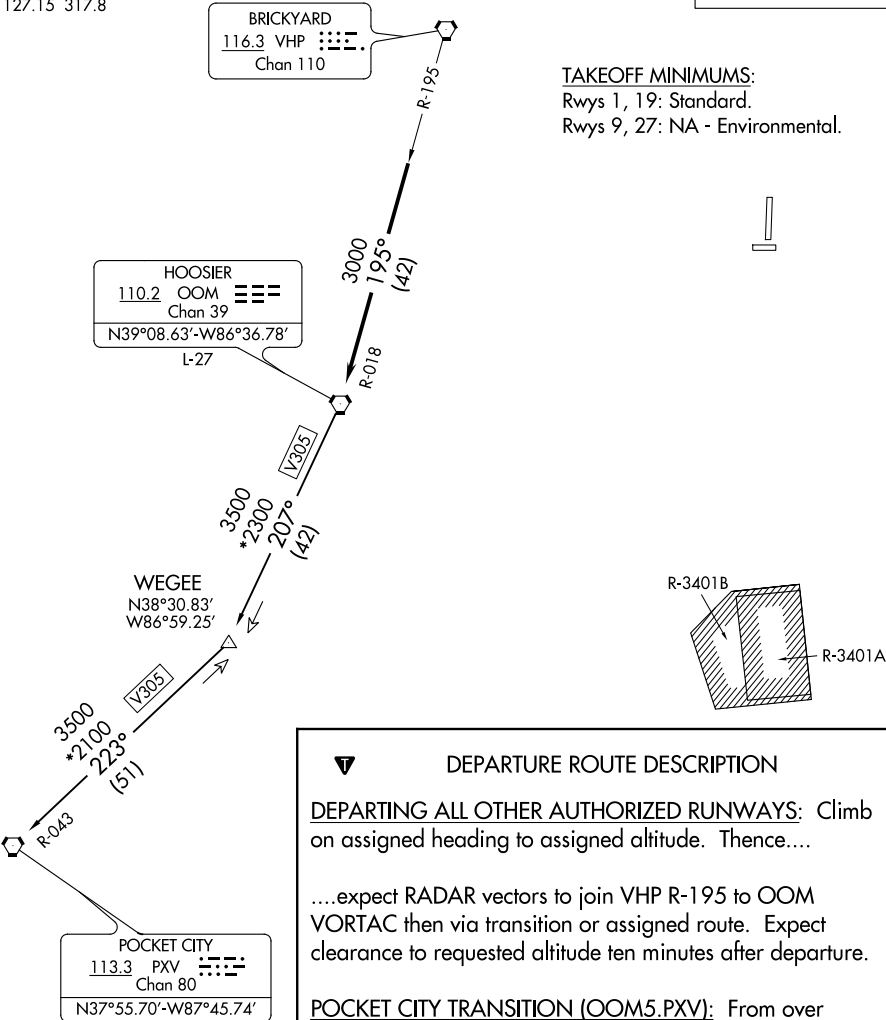 127.15 317.8
BRICKYARD
116.3 VHP
Chan 110
R-195
TAKEOFF MINIMUMS:
Rwys 1, 19: Standard.
Rwys 9, 27: NA - Environmental.
3000
195°
(42)
HOOSIER
110.2 OOM
Chan 39
N39°08.63'-W86°36.78'
L-27
R-018
V305
3500
*2300
207°
(42)
WEGEE
N38°30.83'
W86°59.25'
R-3401B
R-3401A
V305
3500
*2100
223°
(51)
R-043
POCKET CITY
113.3 PXV
Chan 80
N37°55.70'-W87°45.74'
T
DEPARTURE ROUTE DESCRIPTION
DEPARTING ALL OTHER AUTHORIZED RUNWAYS: Climb
on assigned heading to assigned altitude. Thence....
....expect RADAR vectors to join VHP R-195 to OOM
VORTAC then via transition or assigned route. Expect
clearance to requested altitude ten minutes after departure.
POCKET CITY TRANSITION (OOM5.PXV): From over